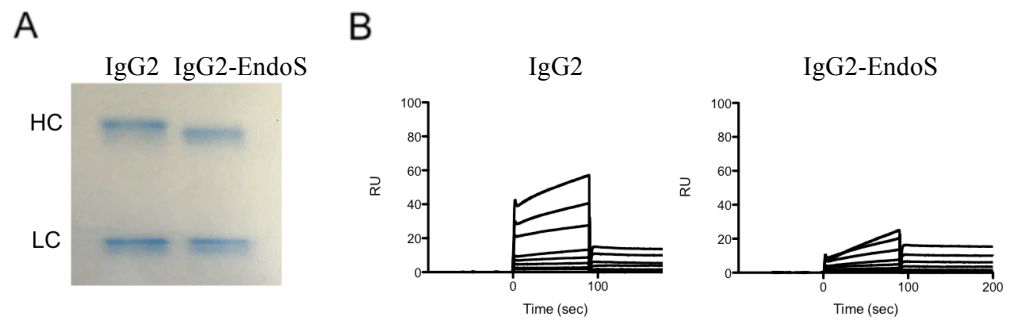 A
IgG2 IgG2-EndoS
HC
LC
B
IgG2
100
80
60
40
20
0
RU
0 100
Time (sec)
IgG2-EndoS
100
80
60
40
20
0
RU
0 100 200
Time (sec)